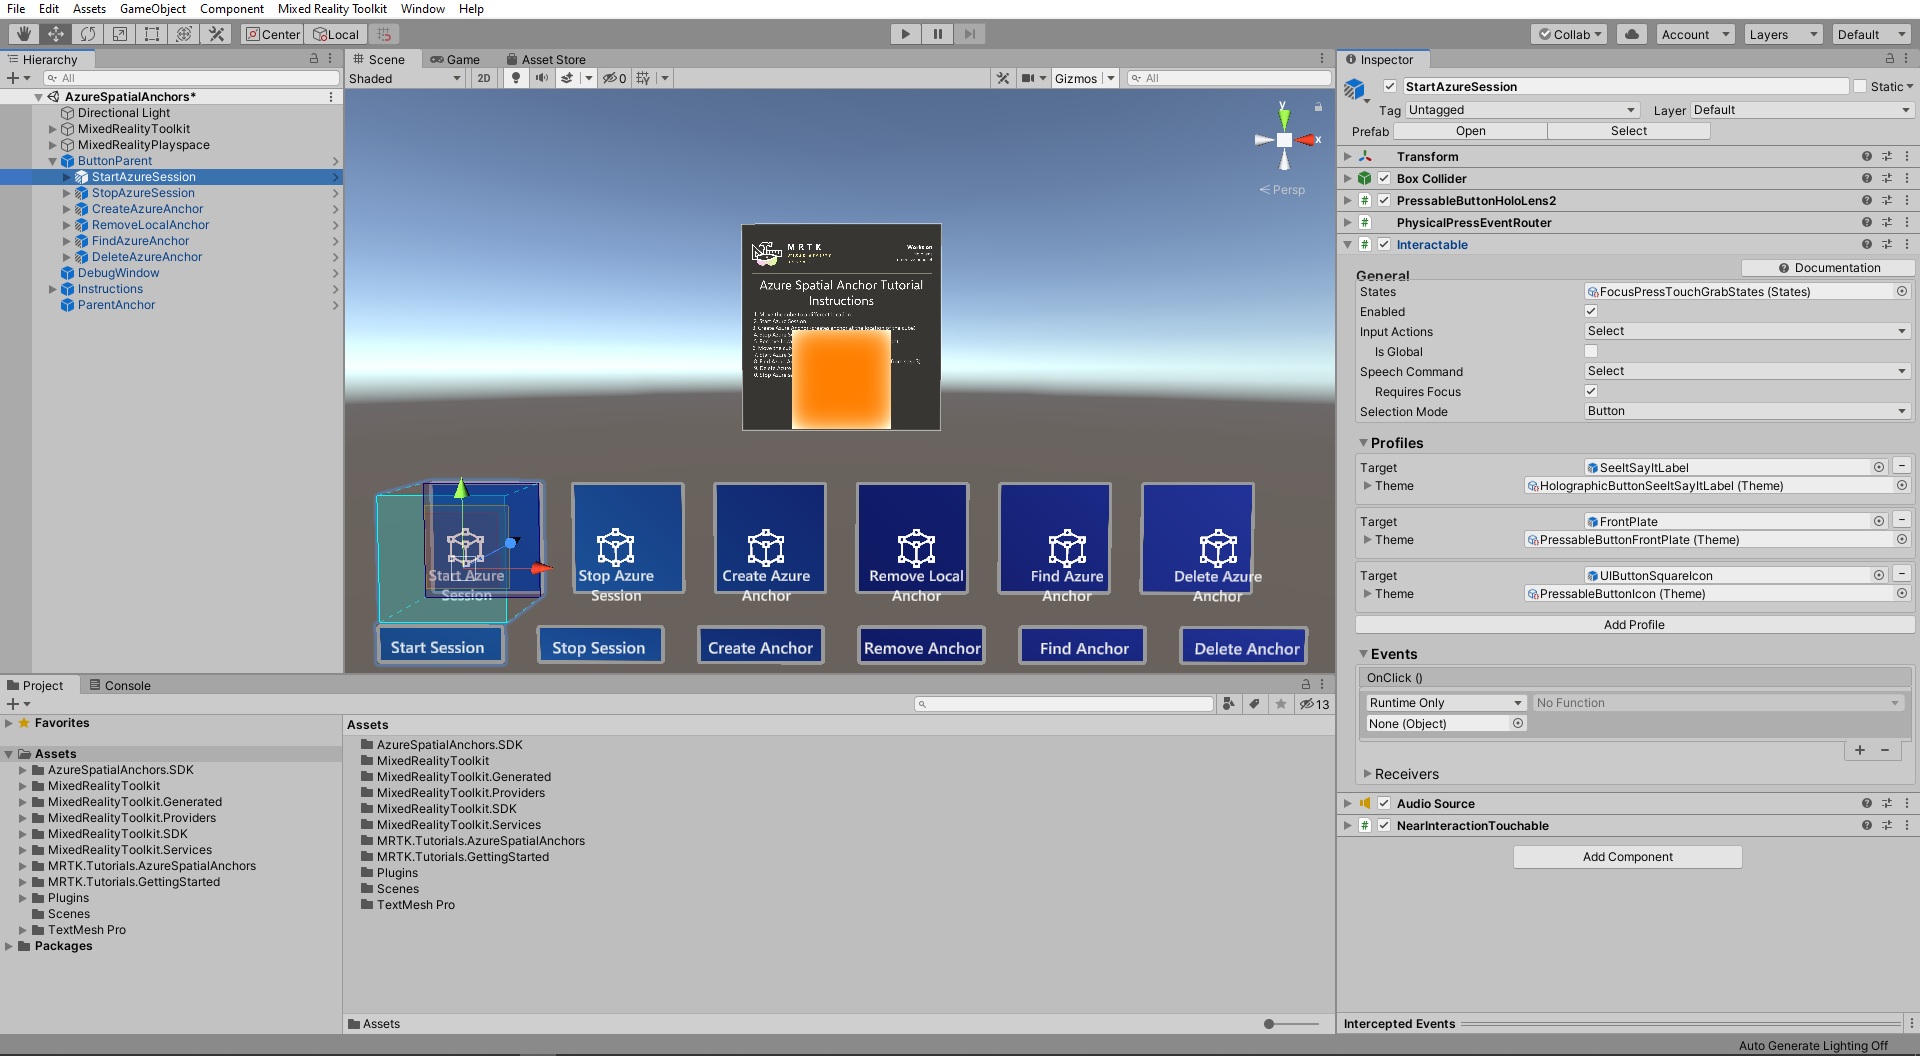 File Edit Assets GameObject Component Mixed Reality Toolkit Window Help
Center Local
Collab Account Layers Default
Hierarchy
All
AzureSpatialAnchors*
Directional Light
MixedRealityToolkit
MixedRealityPlayspace
ButtonParent
StartAzureSession
StopAzureSession
CreateAzureAnchor
RemoveLocalAnchor
FindAzureAnchor
DeleteAzureAnchor
DebugWindow
Instructions
ParentAnchor
Scene Game Asset Store
Shaded 2D 0 Gizmos All
y
x
Persp
MRTK
Azure Spatial Anchor Tutorial
Instructions
Start Azure
Session
Stop Azure
Session
Create Azure
Anchor
Remove Local
Anchor
Find Azure
Anchor
Delete Azure
Anchor
Start Session
Stop Session
Create Anchor
Remove Anchor
Find Anchor
Delete Anchor
Project Console
13
Favorites
Assets
AzureSpatialAnchors.SDK
MixedRealityToolkit
MixedRealityToolkit.Generated
MixedRealityToolkit.Providers
MixedRealityToolkit.SDK
MixedRealityToolkit.Services
MRTK.Tutorials.AzureSpatialAnchors
MRTK.Tutorials.GettingStarted
Plugins
Scenes
TextMesh Pro
Packages
Assets
AzureSpatialAnchors.SDK
MixedRealityToolkit
MixedRealityToolkit.Generated
MixedRealityToolkit.Providers
MixedRealityToolkit.SDK
MixedRealityToolkit.Services
MRTK.Tutorials.AzureSpatialAnchors
MRTK.Tutorials.GettingStarted
Plugins
Scenes
TextMesh Pro
Assets
Inspector
StartAzureSession Static
Tag Untagged Layer Default
Prefab Open Select
Transform
Box Collider
PressableButtonHoloLens2
PhysicalPressEventRouter
Interactable
Documentation
General
States FocusPressTouchGrabStates (States)
Enabled
Input Actions Select
Is Global
Speech Command Select
Requires Focus
Selection Mode Button
Profiles
Target SeeItSayItLabel
Theme HolographicButtonSeeItSayItLabel (Theme)
Target FrontPlate
Theme PressableButtonFrontPlate (Theme)
Target UIButtonSquareIcon
Theme PressableButtonIcon (Theme)
Add Profile
Events
OnClick ()
Runtime Only No Function
None (Object)
Receivers
Audio Source
NearInteractionTouchable
Add Component
Intercepted Events
Auto Generate Lighting Off